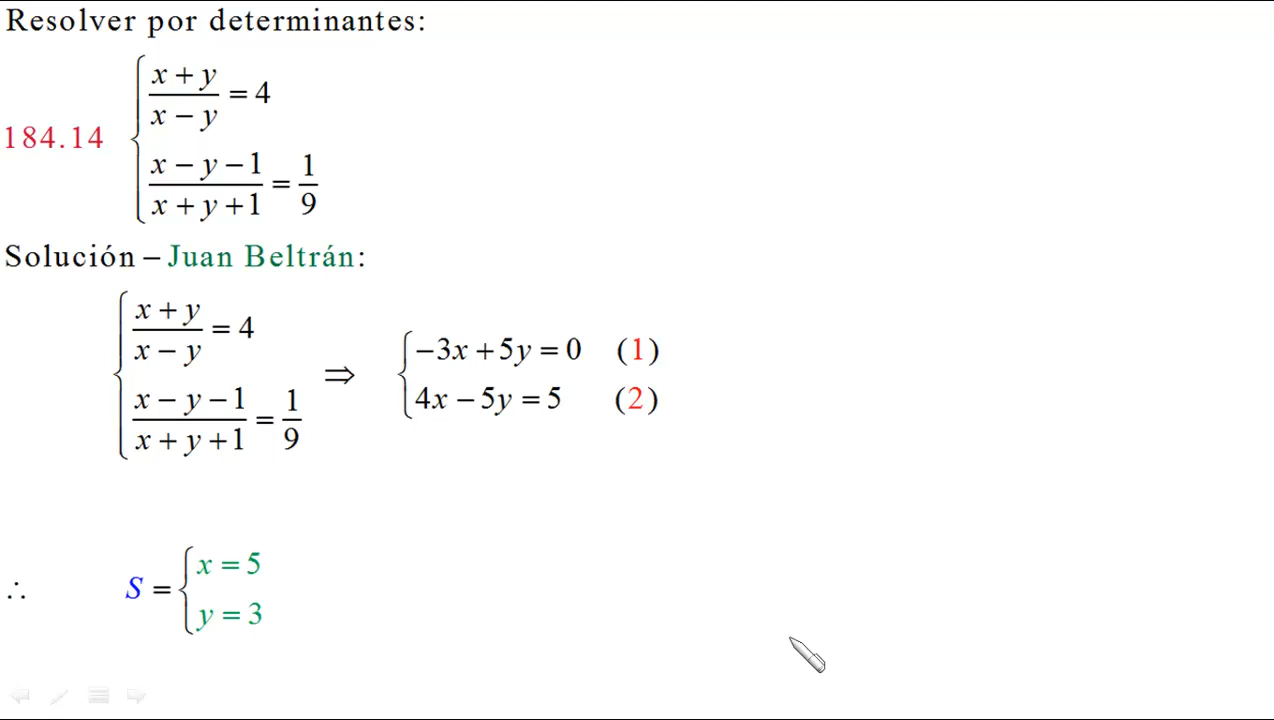 Resolver por determinantes:
184.14 { (x + y)/(x − y) = 4
(x − y − 1)/(x + y + 1) = 1/9
Solución – Juan Beltrán:
{ (x + y)/(x − y) = 4
(x − y − 1)/(x + y + 1) = 1/9
⇒ { −3x + 5y = 0 (1)
4x − 5y = 5 (2)
∴ S = { x = 5
y = 3